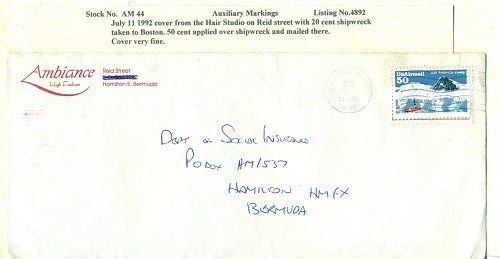 Stock No. AM 44 Auxiliary Markings Listing No.4892
July 11 1992 cover from the Hair Studio on Reid street with 20 cent shipwreck
taken to Boston. 50 cent applied over shipwreck and mailed there.
Cover very fine.
Ambiance
High Fashion
Reid Street
Hamilton 5, Bermuda
USAirmail
50
Dept of Social Insurance
PO Box AM1537
Hamilton HMFX
Bermuda